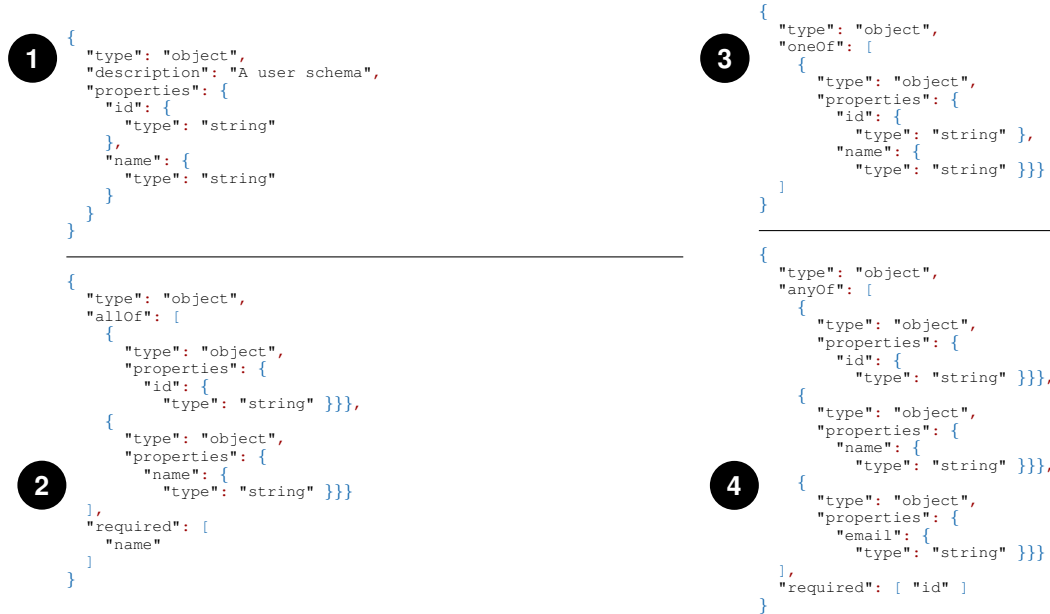 1
{
  "type": "object",
  "description": "A user schema",
  "properties": {
    "id": {
      "type": "string"
    },
    "name": {
      "type": "string"
    }
  }
}
2
{
  "type": "object",
  "allOf": [
    {
      "type": "object",
      "properties": {
        "id": {
          "type": "string" }}},
    {
      "type": "object",
      "properties": {
        "name": {
          "type": "string" }}}
  ],
  "required": [
    "name"
  ]
}
3
{
  "type": "object",
  "oneOf": [
    {
      "type": "object",
      "properties": {
        "id": {
          "type": "string" },
        "name": {
          "type": "string" }}}
  ]
}
4
{
  "type": "object",
  "anyOf": [
    {
      "type": "object",
      "properties": {
        "id": {
          "type": "string" }}},
    {
      "type": "object",
      "properties": {
        "name": {
          "type": "string" }}},
    {
      "type": "object",
      "properties": {
        "email": {
          "type": "string" }}}
  ],
  "required": [ "id" ]
}